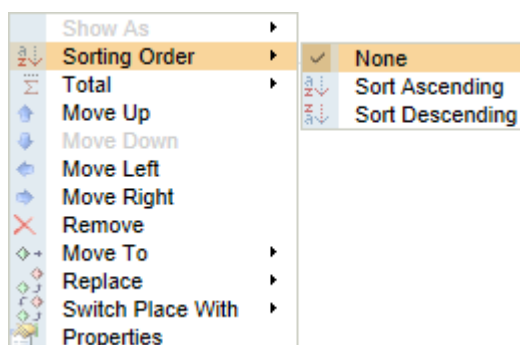 Show As
Sorting Order
Total
Move Up
Move Down
Move Left
Move Right
Remove
Move To
Replace
Switch Place With
Properties
None
Sort Ascending
Sort Descending